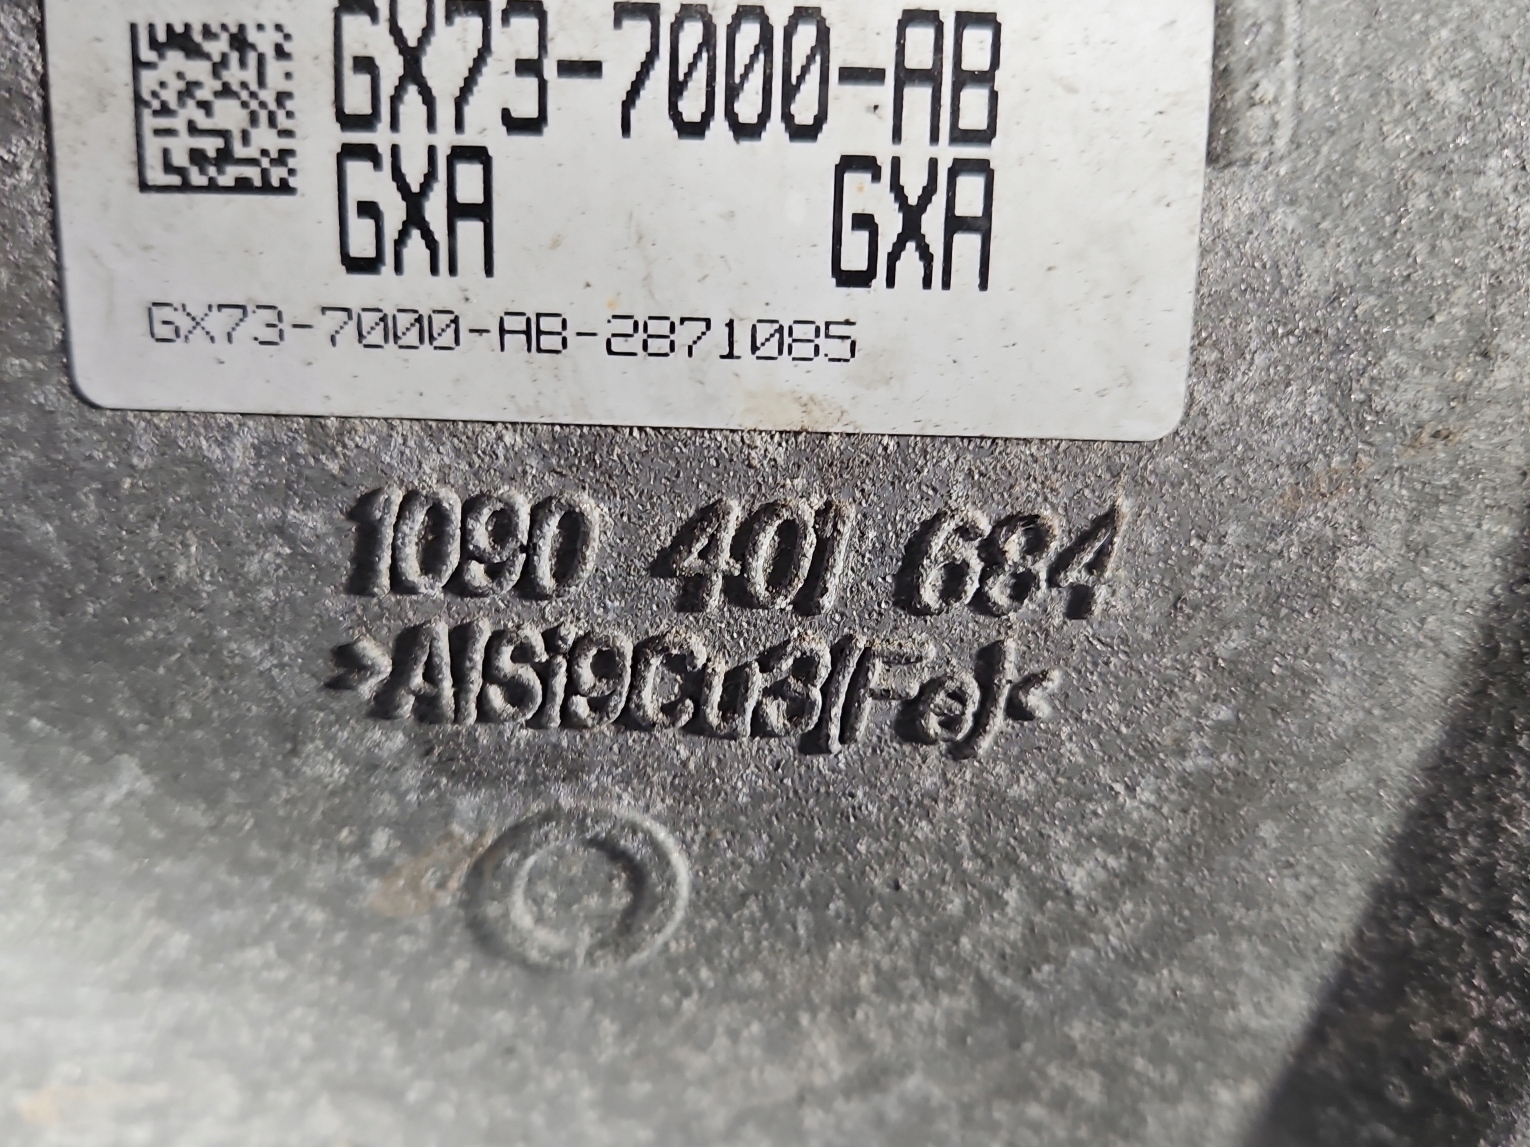 GX73-7000-AB
GXA GXA
GX73-7000-AB-2871085
1090 401 684
>AlSi9Cu3(Fe)<